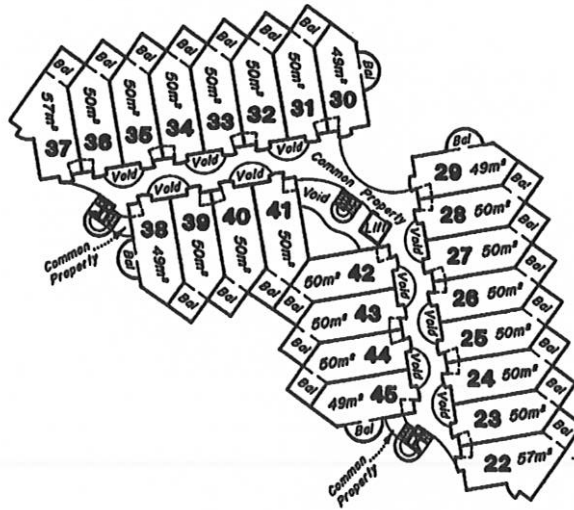 Bal
57m²
37
Bal
50m²
36
Bal
50m²
35
Bal
50m²
34
Bal
50m²
33
Bal
50m²
32
Bal
50m²
31
Bal
49m²
30
Bal
Void
Void
Void
Common Property
Void
Void
Void
Lift
Common
Property
Bal
38
49m²
Bal
39
50m²
Bal
40
50m²
Bal
41
50m²
Bal
Bal
29 49m²
Bal
28 50m²
Bal
27 50m²
Bal
26 50m²
Bal
25 50m²
Bal
24 50m²
Bal
23 50m²
Bal
22 57m²
Void
Void
Void
50m² 42
Void
Bal
50m² 43
Bal
50m² 44
Void
Bal
49m² 45
Bal
Common
Property